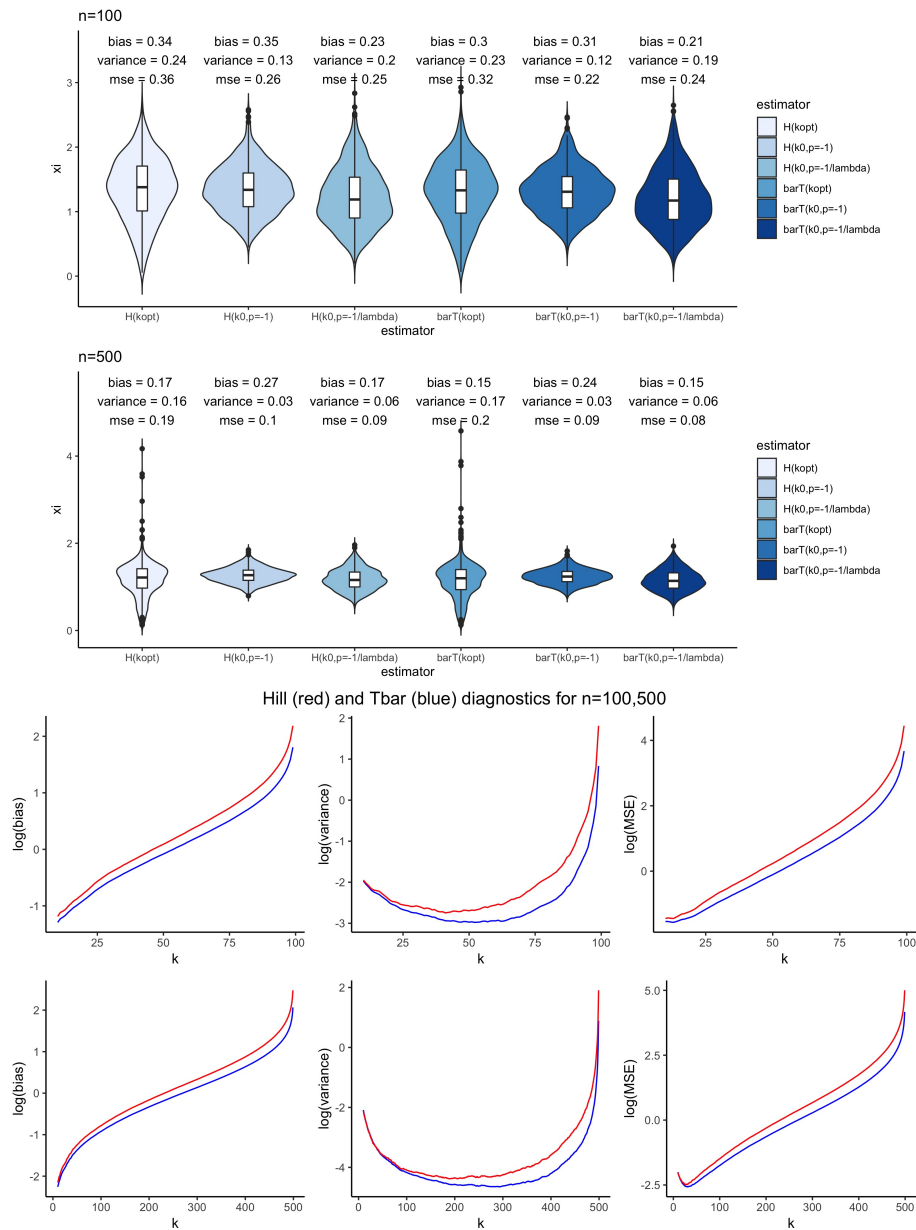 n=100
bias = 0.34 bias = 0.35 bias = 0.23 bias = 0.3 bias = 0.31 bias = 0.21
variance = 0.24 variance = 0.13 variance = 0.2 variance = 0.23 variance = 0.12 variance = 0.19
mse = 0.36 mse = 0.26 mse = 0.25 mse = 0.32 mse = 0.22 mse = 0.24
3
2
1
0
xi
H(kopt) H(k0,p=-1) H(k0,p=-1/lambda) barT(kopt) barT(k0,p=-1) barT(k0,p=-1/lambda)
estimator
estimator
H(kopt)
H(k0,p=-1)
H(k0,p=-1/lambda)
barT(kopt)
barT(k0,p=-1)
barT(k0,p=-1/lambda
n=500
bias = 0.17 bias = 0.27 bias = 0.17 bias = 0.15 bias = 0.24 bias = 0.15
variance = 0.16 variance = 0.03 variance = 0.06 variance = 0.17 variance = 0.03 variance = 0.06
mse = 0.19 mse = 0.1 mse = 0.09 mse = 0.2 mse = 0.09 mse = 0.08
4
2
0
xi
H(kopt) H(k0,p=-1) H(k0,p=-1/lambda) barT(kopt) barT(k0,p=-1) barT(k0,p=-1/lambda)
estimator
estimator
H(kopt)
H(k0,p=-1)
H(k0,p=-1/lambda)
barT(kopt)
barT(k0,p=-1)
barT(k0,p=-1/lambda
Hill (red) and Tbar (blue) diagnostics for n=100,500
2
1
0
-1
log(bias)
25 50 75 100
k
2
1
0
-1
-2
-3
log(variance)
25 50 75 100
k
4
2
0
log(MSE)
25 50 75 100
k
2
1
0
-1
-2
log(bias)
0 100 200 300 400 500
k
2
0
-2
-4
log(variance)
0 100 200 300 400 500
k
5.0
2.5
0.0
-2.5
log(MSE)
0 100 200 300 400 500
k